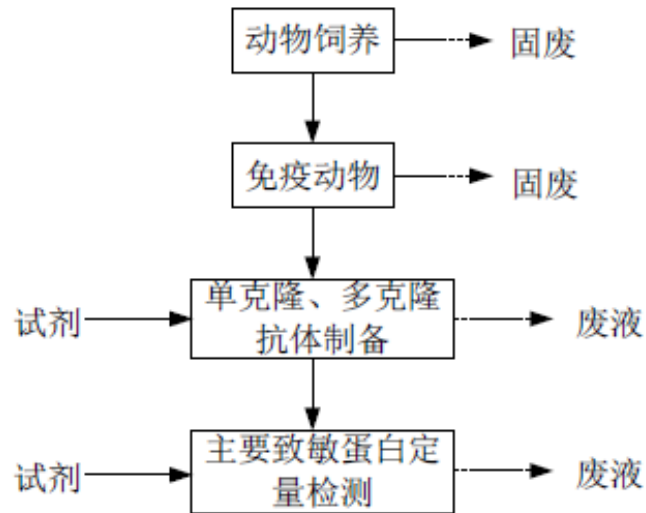 动物饲养
固废
免疫动物
固废
试剂
单克隆、多克隆
抗体制备
废液
试剂
主要致敏蛋白定
量检测
废液